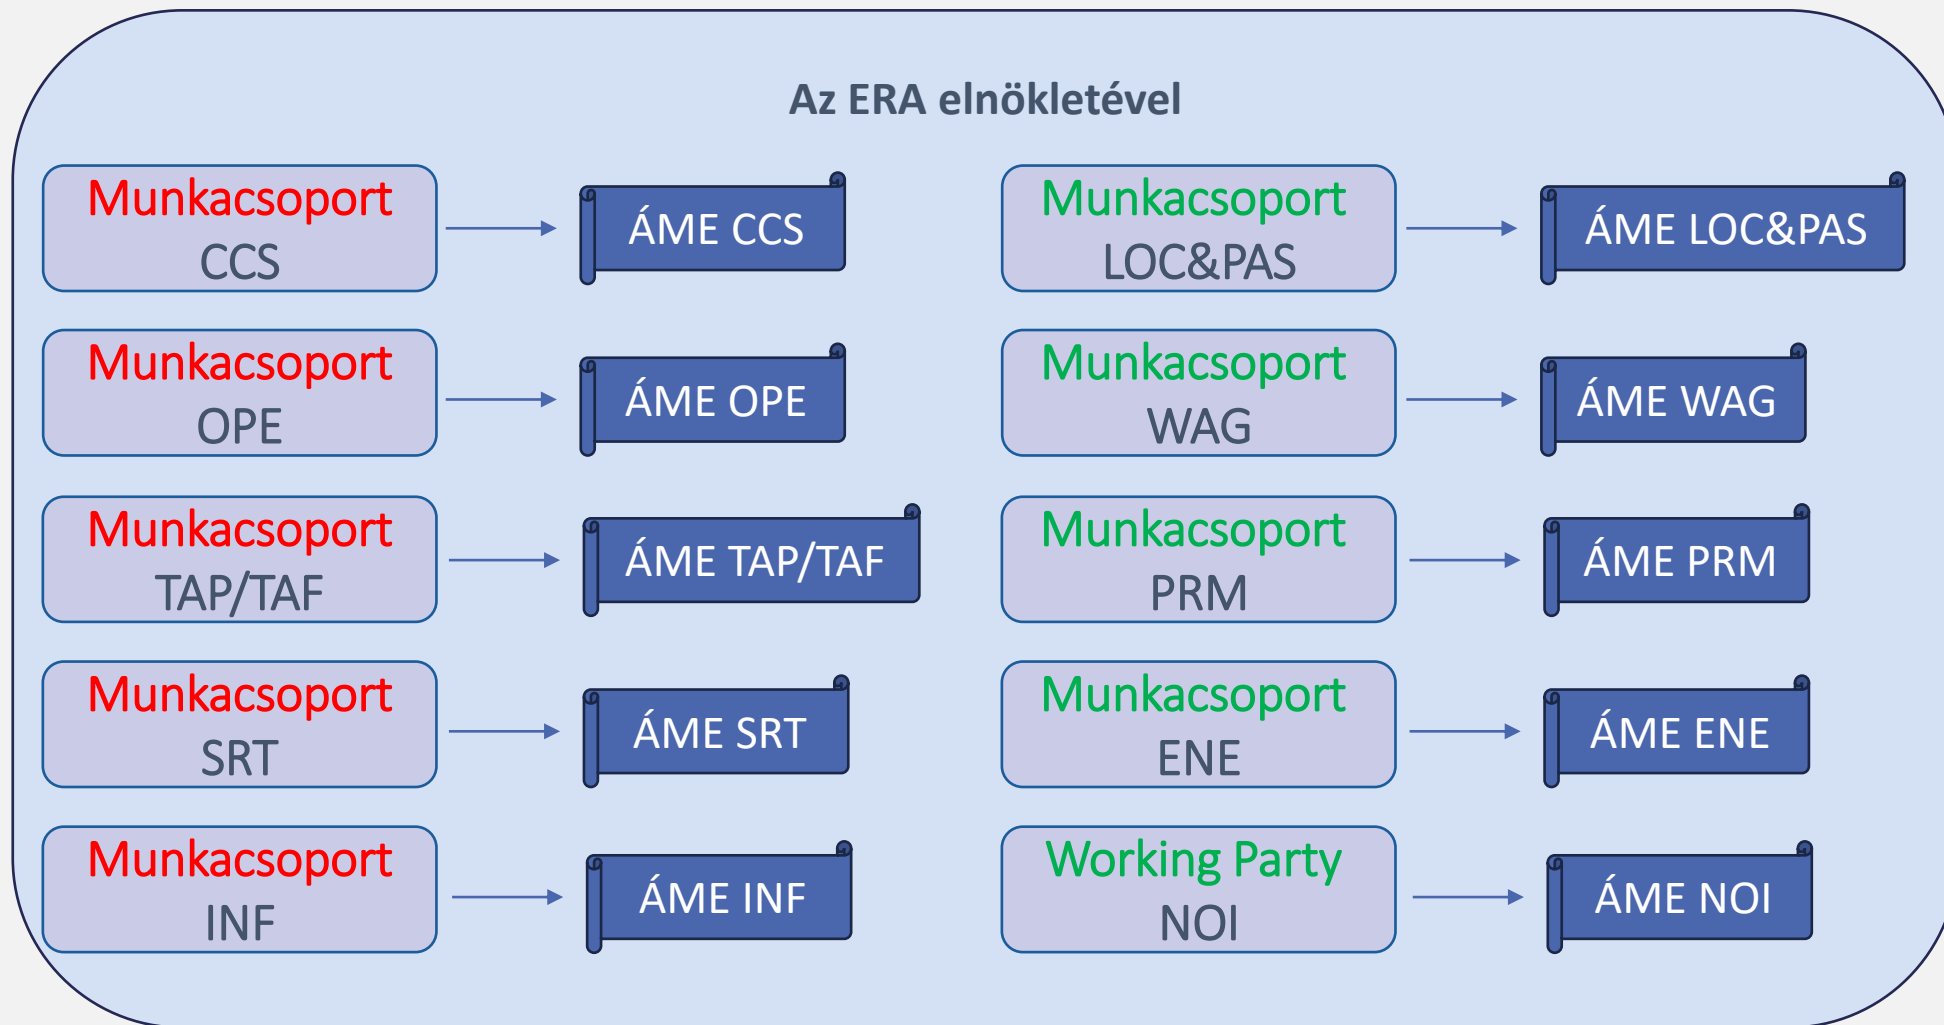 Az ERA elnökletével
Munkacsoport
CCS
ÁME CCS
Munkacsoport
LOC&PAS
ÁME LOC&PAS
Munkacsoport
OPE
ÁME OPE
Munkacsoport
WAG
ÁME WAG
Munkacsoport
TAP/TAF
ÁME TAP/TAF
Munkacsoport
PRM
ÁME PRM
Munkacsoport
SRT
ÁME SRT
Munkacsoport
ENE
ÁME ENE
Munkacsoport
INF
ÁME INF
Working Party
NOI
ÁME NOI